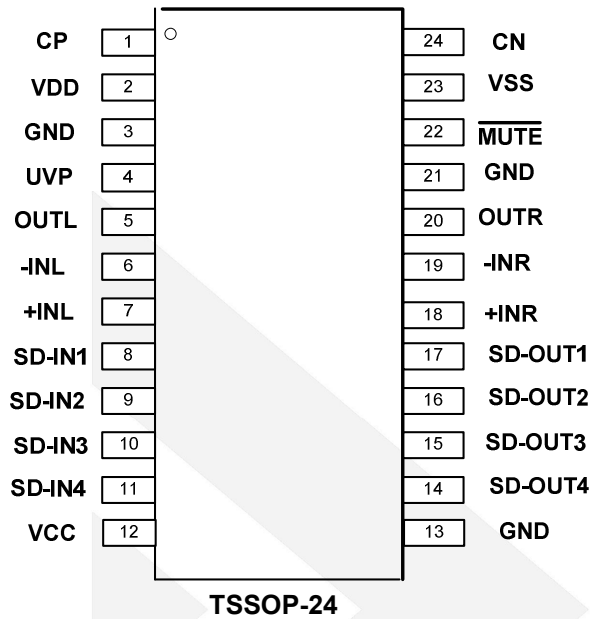 CP 1 24 CN
VDD 2 23 VSS
GND 3 22 MUTE
UVP 4 21 GND
OUTL 5 20 OUTR
-INL 6 19 -INR
+INL 7 18 +INR
SD-IN1 8 17 SD-OUT1
SD-IN2 9 16 SD-OUT2
SD-IN3 10 15 SD-OUT3
SD-IN4 11 14 SD-OUT4
VCC 12 13 GND
TSSOP-24